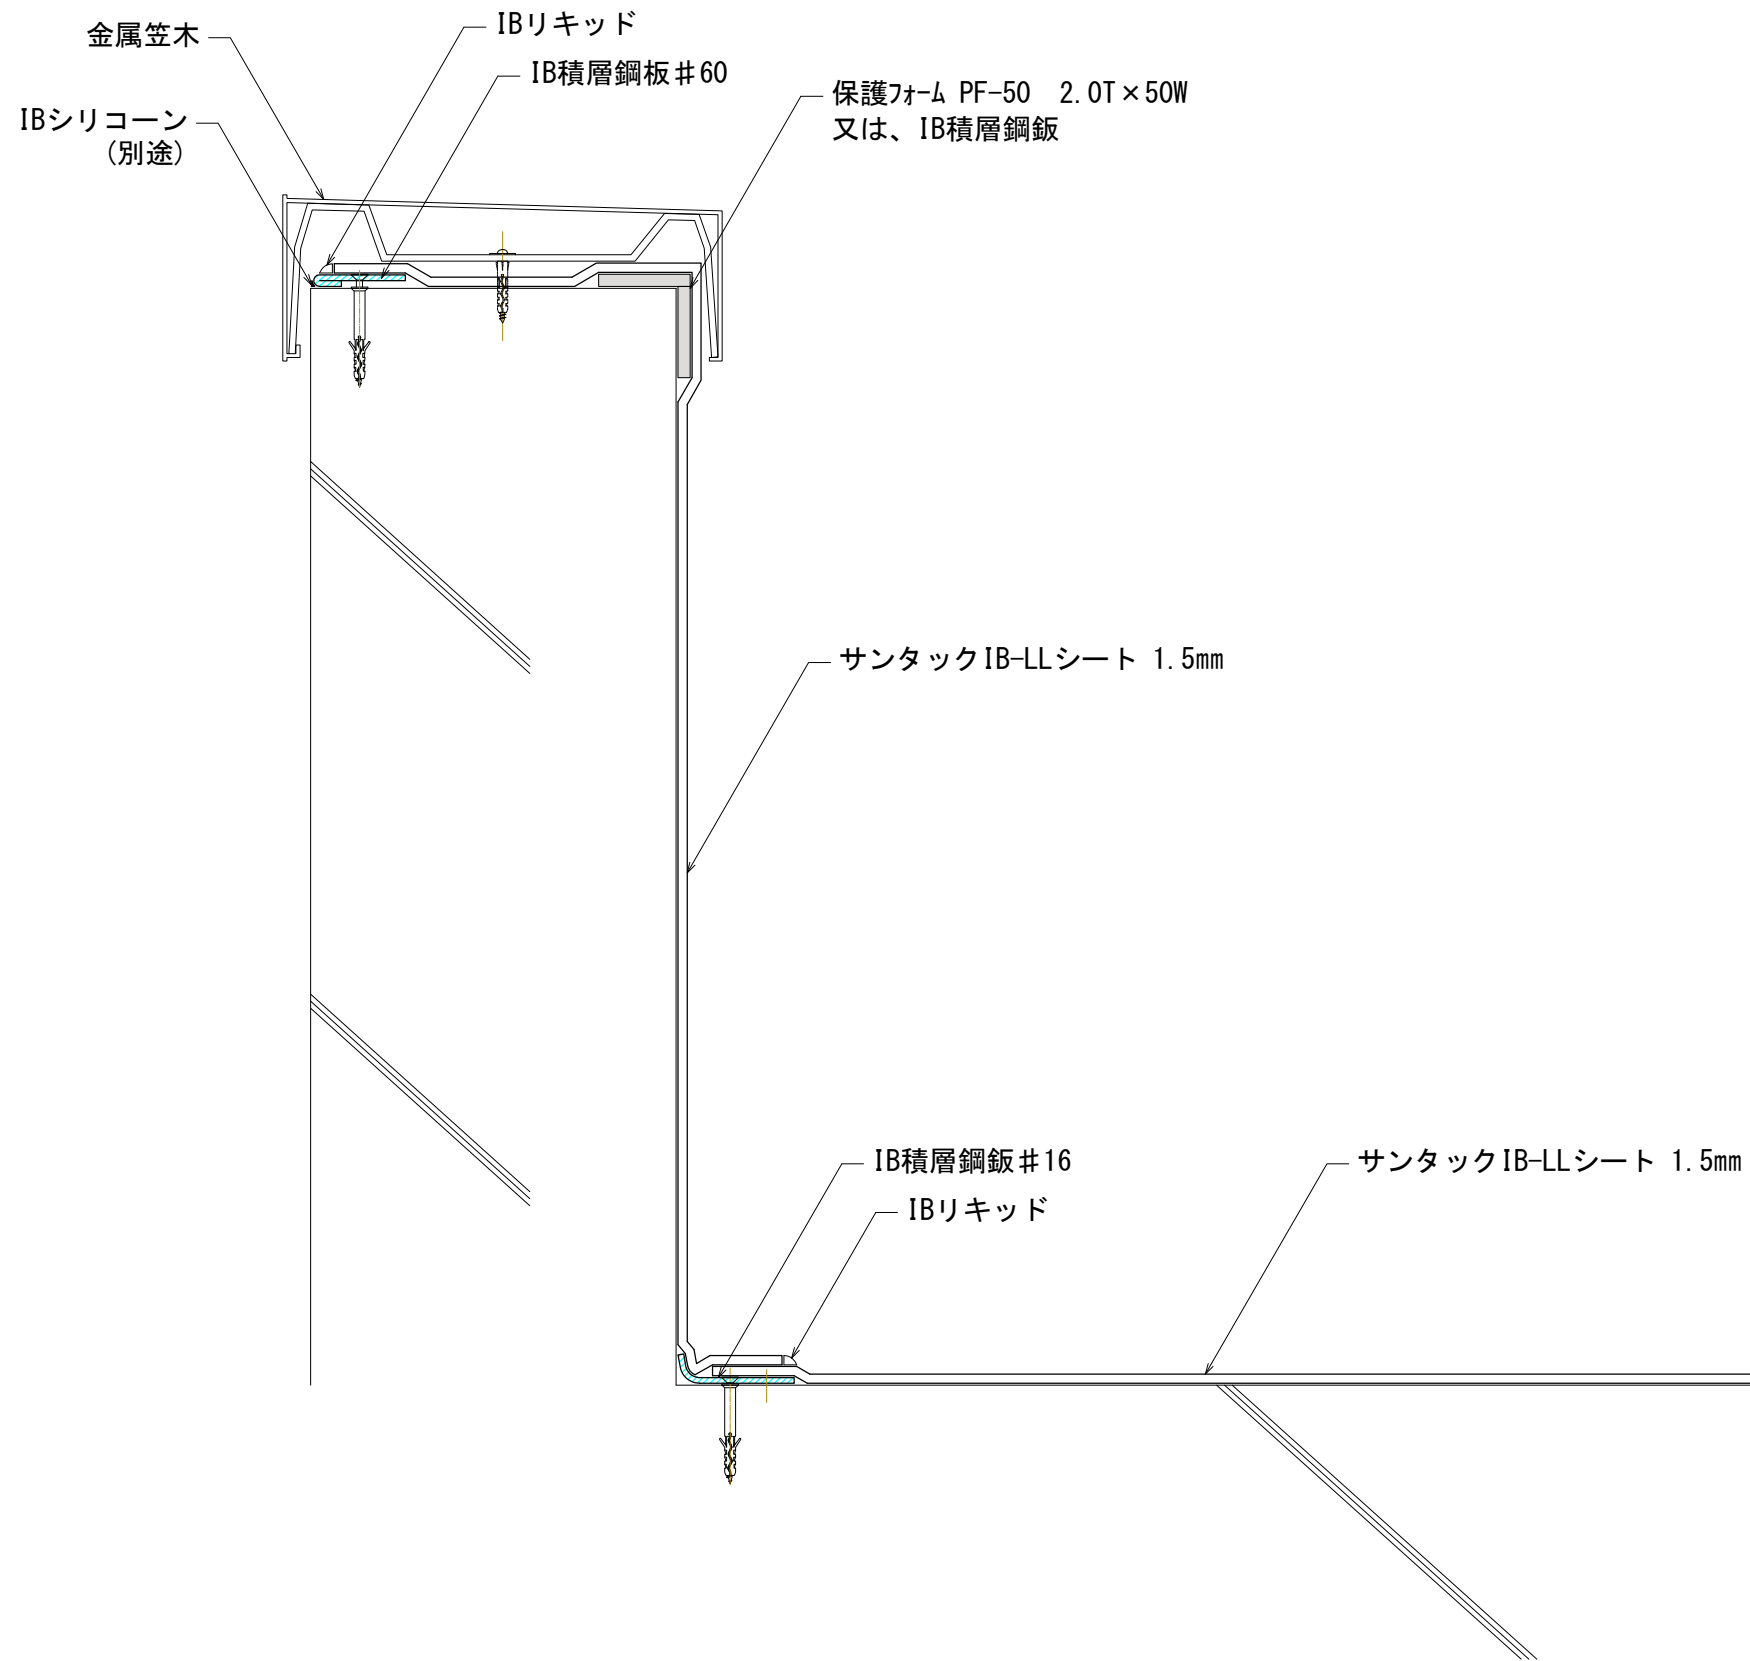 IBリキッド
金属笠木
IB積層鋼板♯60
保護フォーム PF-50　2.0T×50W
又は、IB積層鋼鈑
IBシリコーン
(別途)
サンタックIB-LLシート 1.5mm
IB積層鋼鈑♯16
サンタックIB-LLシート 1.5mm
IBリキッド